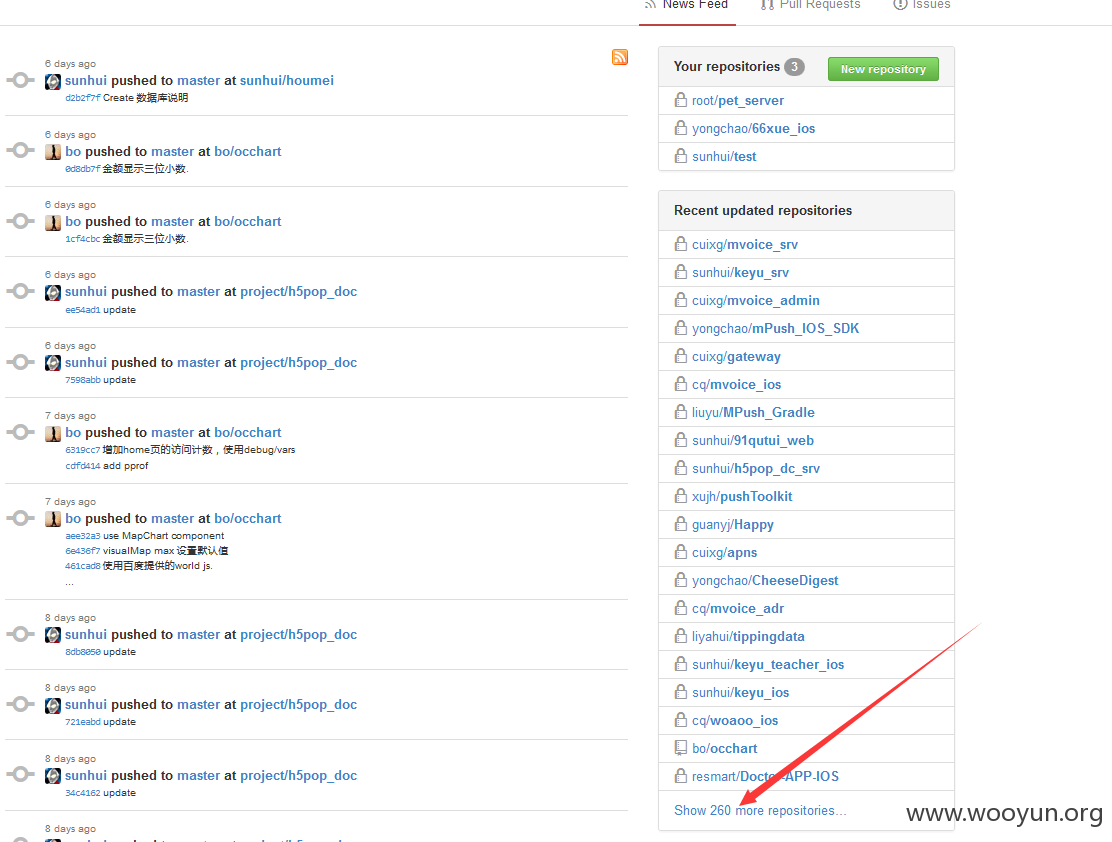 News Feed
Pull Requests
Issues
6 days ago
sunhui pushed to master at sunhui/houmei
d2b2f7f Create 数据库说明
6 days ago
bo pushed to master at bo/occhart
0d8db7f 金额显示三位小数.
6 days ago
bo pushed to master at bo/occhart
1cf4cbc 金额显示三位小数.
6 days ago
sunhui pushed to master at project/h5pop_doc
ee54ad1 update
6 days ago
sunhui pushed to master at project/h5pop_doc
7598abb update
7 days ago
bo pushed to master at bo/occhart
6319cc7 增加home页的访问计数，使用debug/vars
cdfd414 add pprof
7 days ago
bo pushed to master at bo/occhart
aee32a3 use MapChart component
6e436f7 visualMap max 设置默认值
461cad8 使用百度提供的world js.
...
8 days ago
sunhui pushed to master at project/h5pop_doc
8db8050 update
8 days ago
sunhui pushed to master at project/h5pop_doc
721eabd update
8 days ago
sunhui pushed to master at project/h5pop_doc
34c4162 update
8 days ago
Your repositories 3
New repository
root/pet_server
yongchao/66xue_ios
sunhui/test
Recent updated repositories
cuixg/mvoice_srv
sunhui/keyu_srv
cuixg/mvoice_admin
yongchao/mPush_IOS_SDK
cuixg/gateway
cq/mvoice_ios
liuyu/MPush_Gradle
sunhui/91qutui_web
sunhui/h5pop_dc_srv
xujh/pushToolkit
guanyj/Happy
cuixg/apns
yongchao/CheeseDigest
cq/mvoice_adr
liyahui/tippingdata
sunhui/keyu_teacher_ios
sunhui/keyu_ios
cq/woaoo_ios
bo/occhart
resmart/Doctor-APP-IOS
Show 260 more repositories...
www.wooyun.org